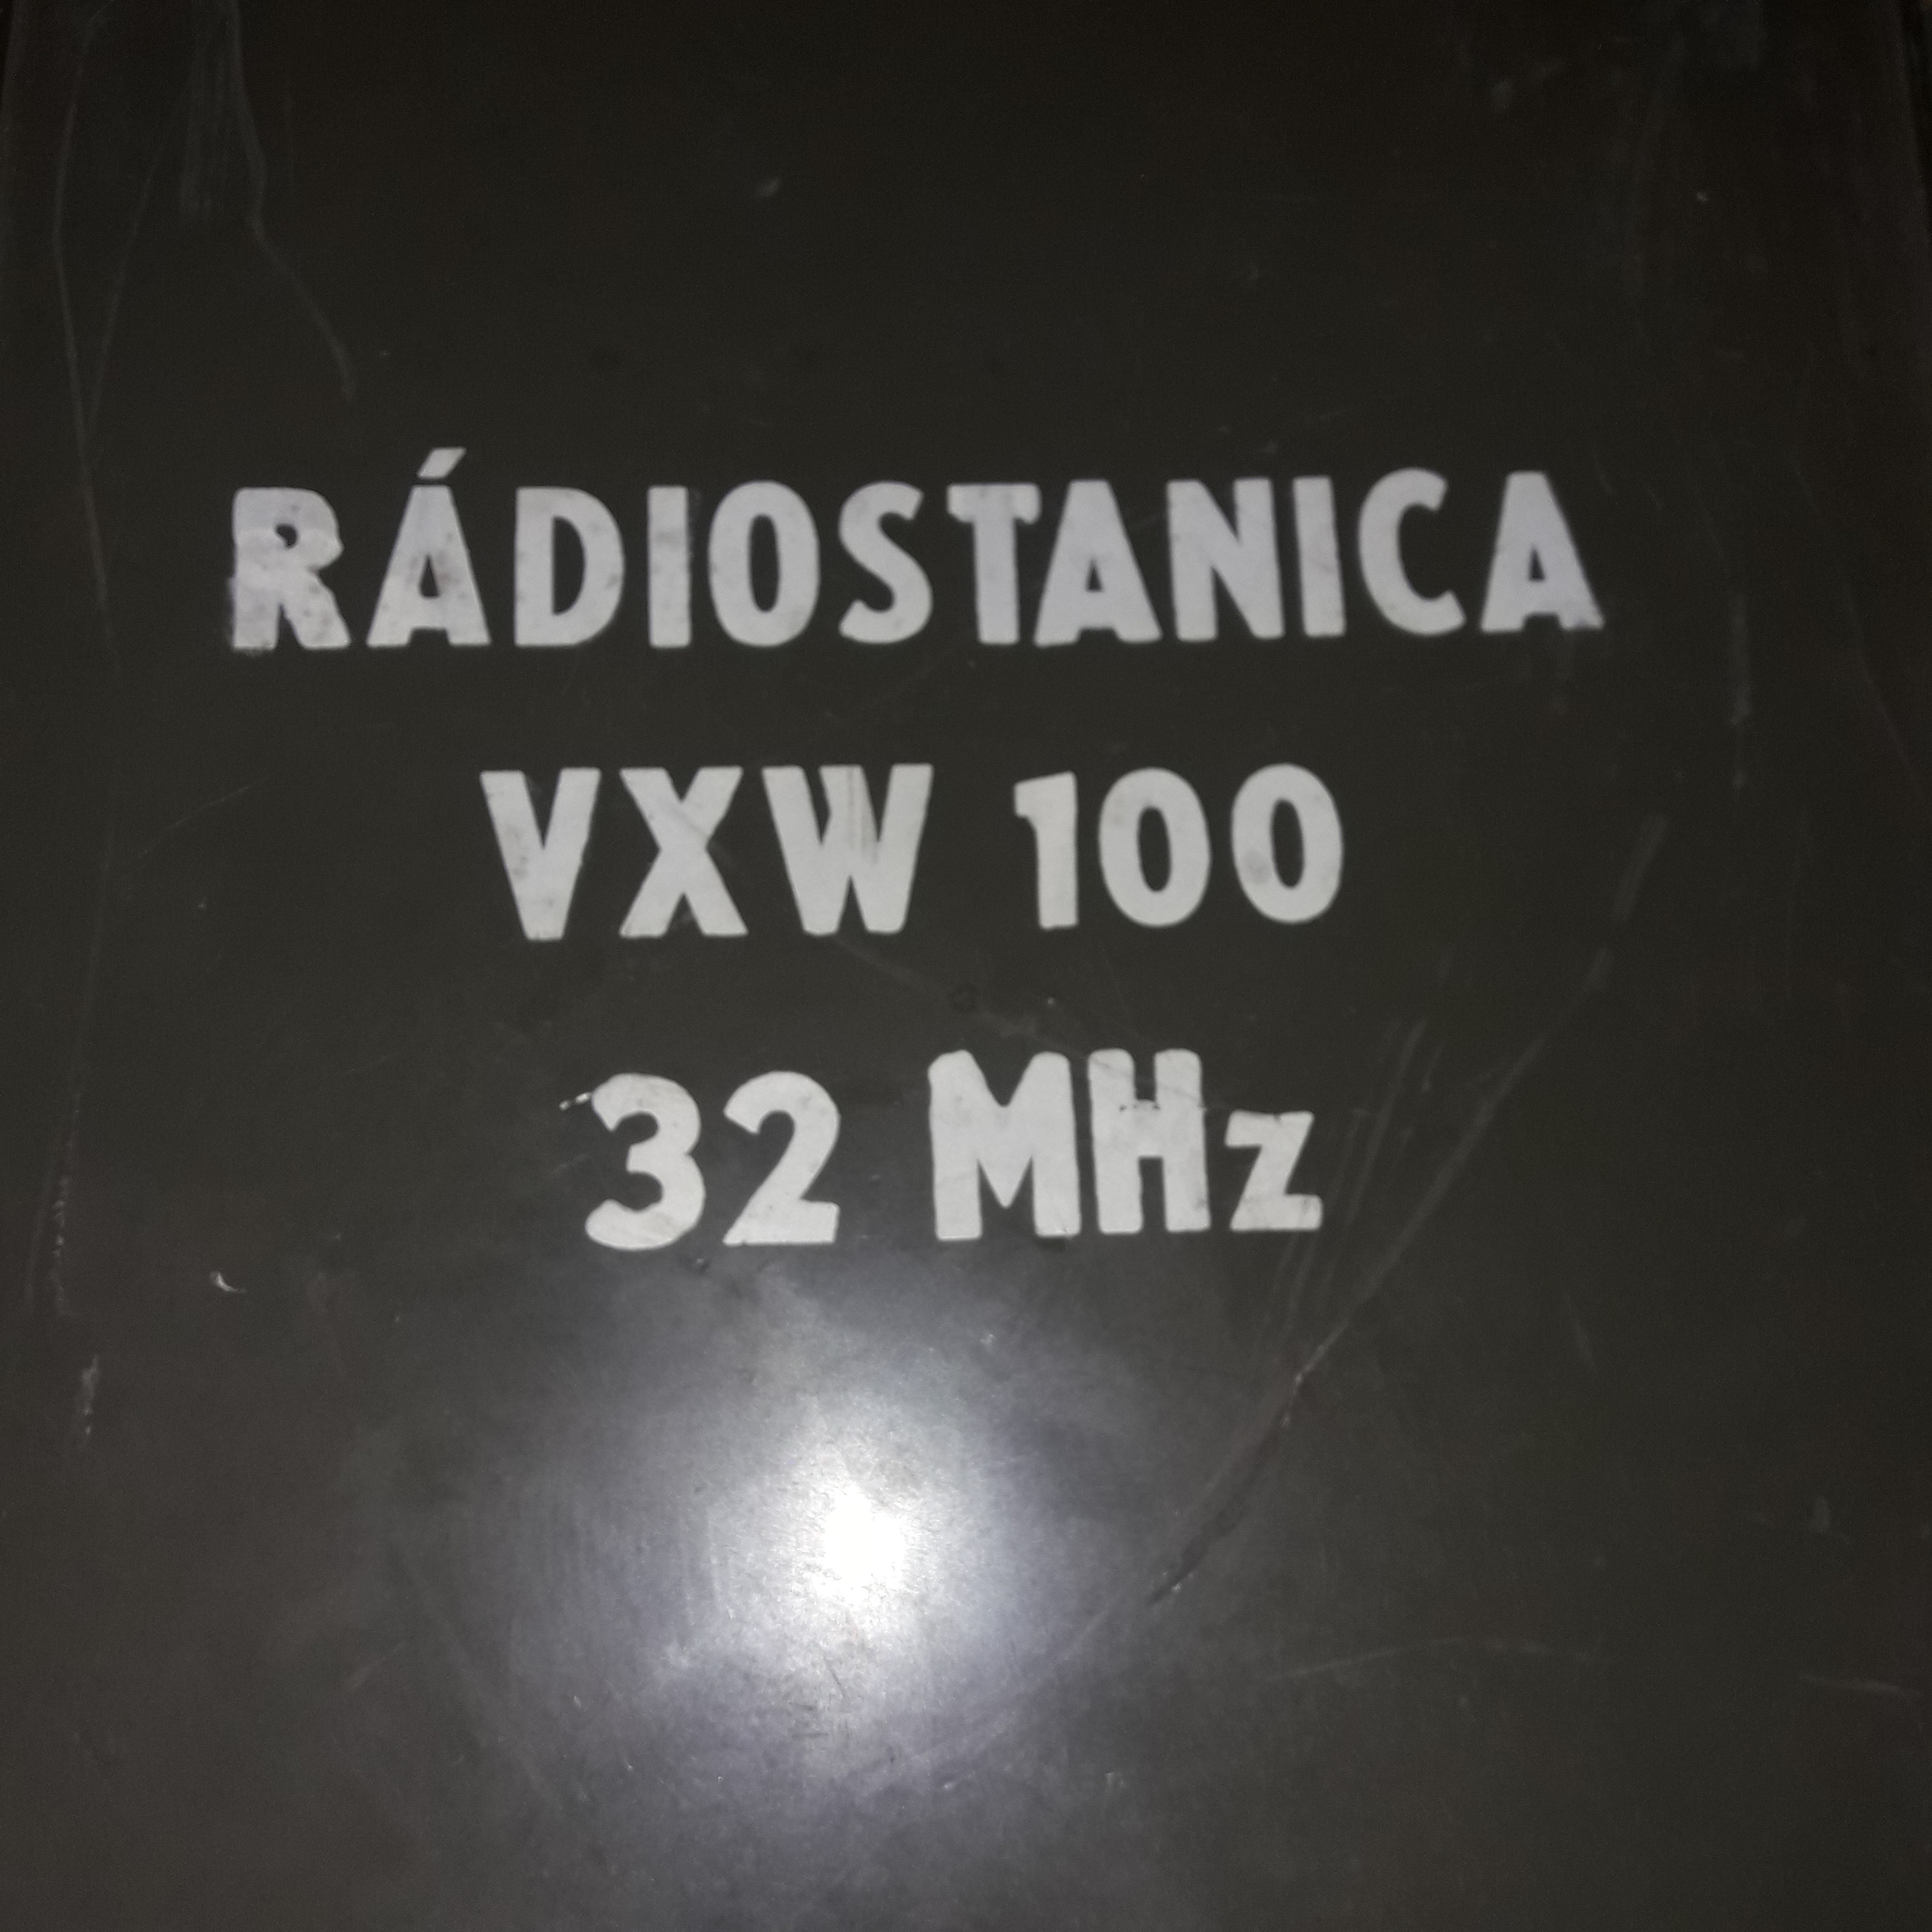 RÁDIOSTANICA
VXW 100
32 MHz